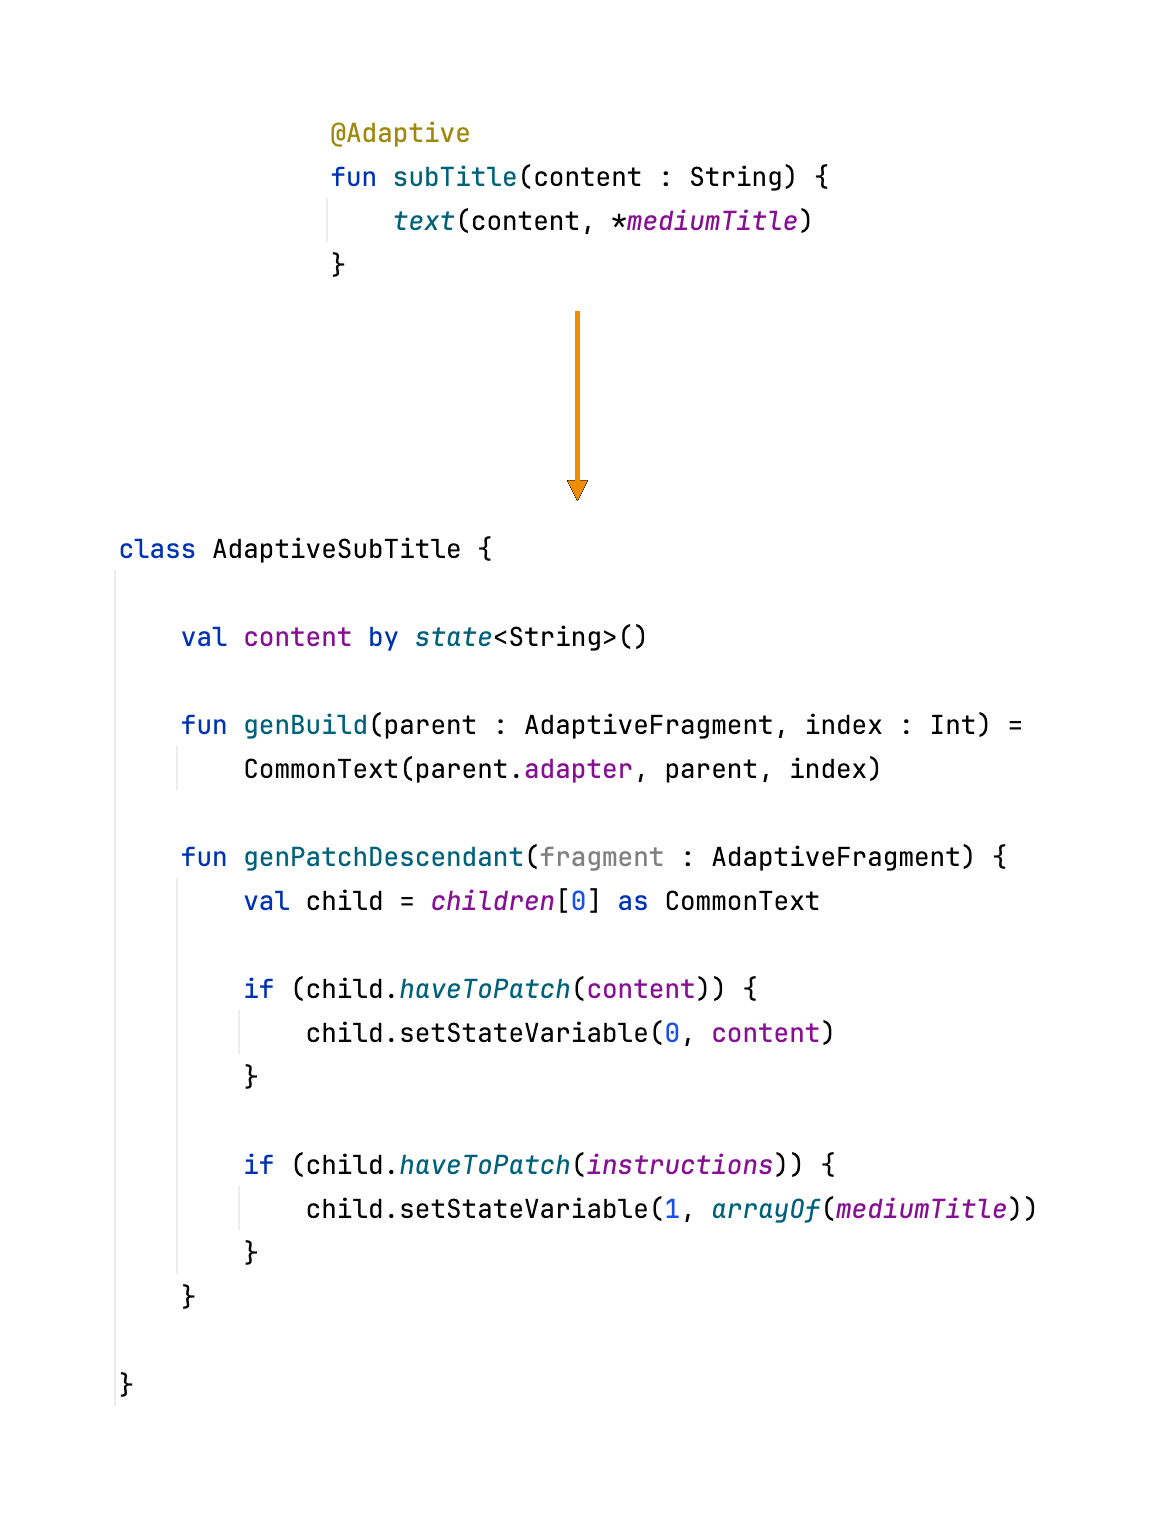 @Adaptive
fun subTitle(content : String) {
text(content, *mediumTitle)
}
class AdaptiveSubTitle {
val content by state<String>()
fun genBuild(parent : AdaptiveFragment, index : Int) =
CommonText(parent.adapter, parent, index)
fun genPatchDescendant(fragment : AdaptiveFragment) {
val child = children[0] as CommonText
if (child.haveToPatch(content)) {
child.setStateVariable(0, content)
}
if (child.haveToPatch(instructions)) {
child.setStateVariable(1, arrayOf(mediumTitle))
}
}
}